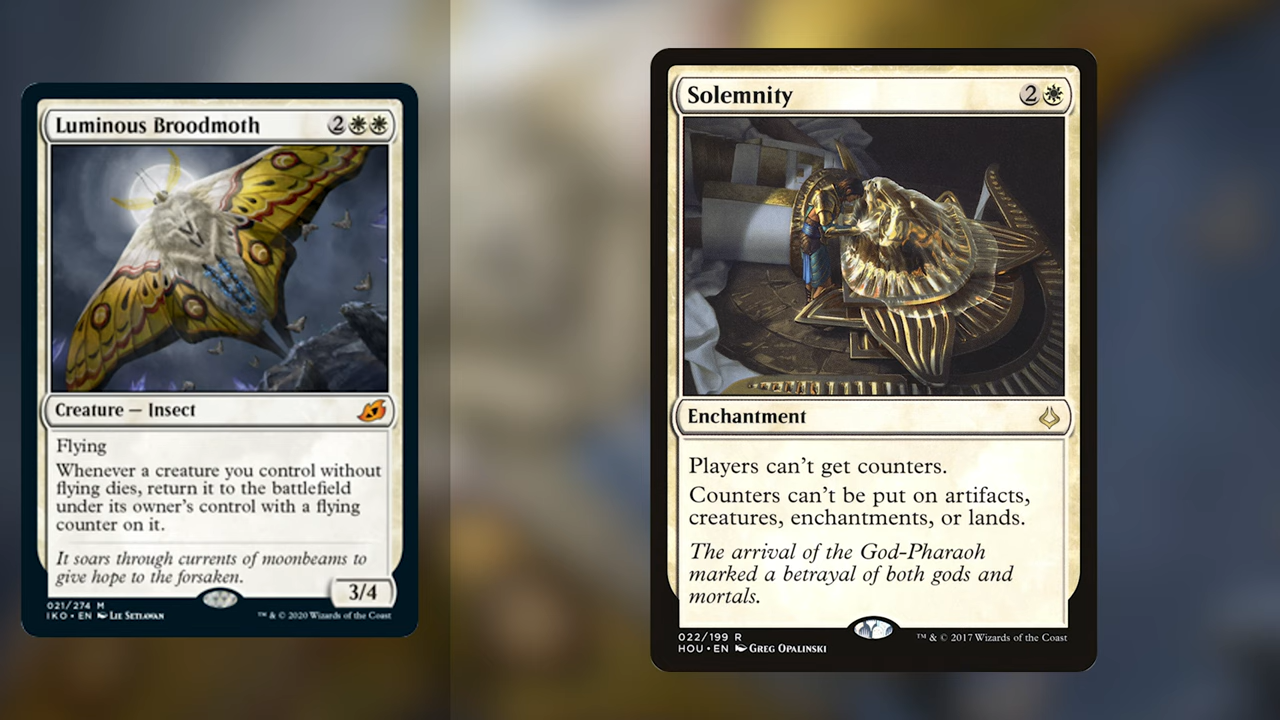 Luminous Broodmoth 2
Creature — Insect
Flying
Whenever a creature you control without
flying dies, return it to the battlefield
under its owner's control with a flying
counter on it.
It soars through currents of moonbeams to
give hope to the forsaken.
3/4
021/274 M
IKO • EN Lie Setiawan
™ & © 2020 Wizards of the Coast
Solemnity 2
Enchantment
Players can't get counters.
Counters can't be put on artifacts,
creatures, enchantments, or lands.
The arrival of the God-Pharaoh
marked a betrayal of both gods and
mortals.
022/199 R
HOU • EN Greg Opalinski
™ & © 2017 Wizards of the Coast